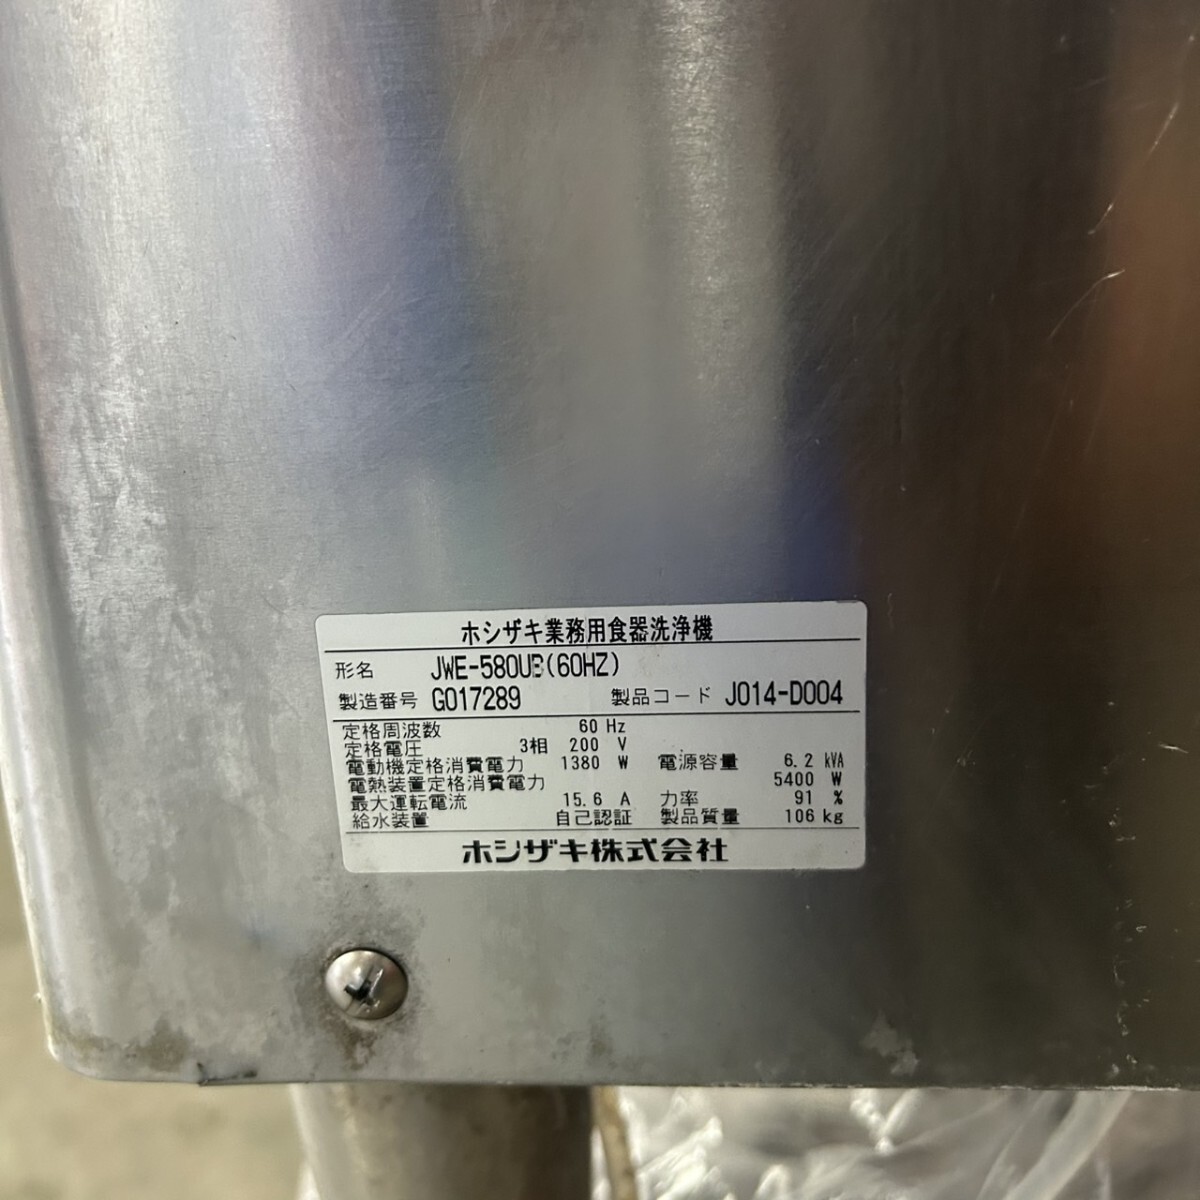 ホシザキ業務用食器洗浄機
形名 JWE-580UB(60HZ)
製造番号 G017289 製品コード J014-D004
定格周波数 60 Hz
定格電圧 3相 200 V
電動機定格消費電力 1380 W 電源容量 6.2 kVA
電熱装置定格消費電力 5400 W
最大運転電流 15.6 A 力率 91 %
給水装置 自己認証 製品質量 106 kg
ホシザキ株式会社